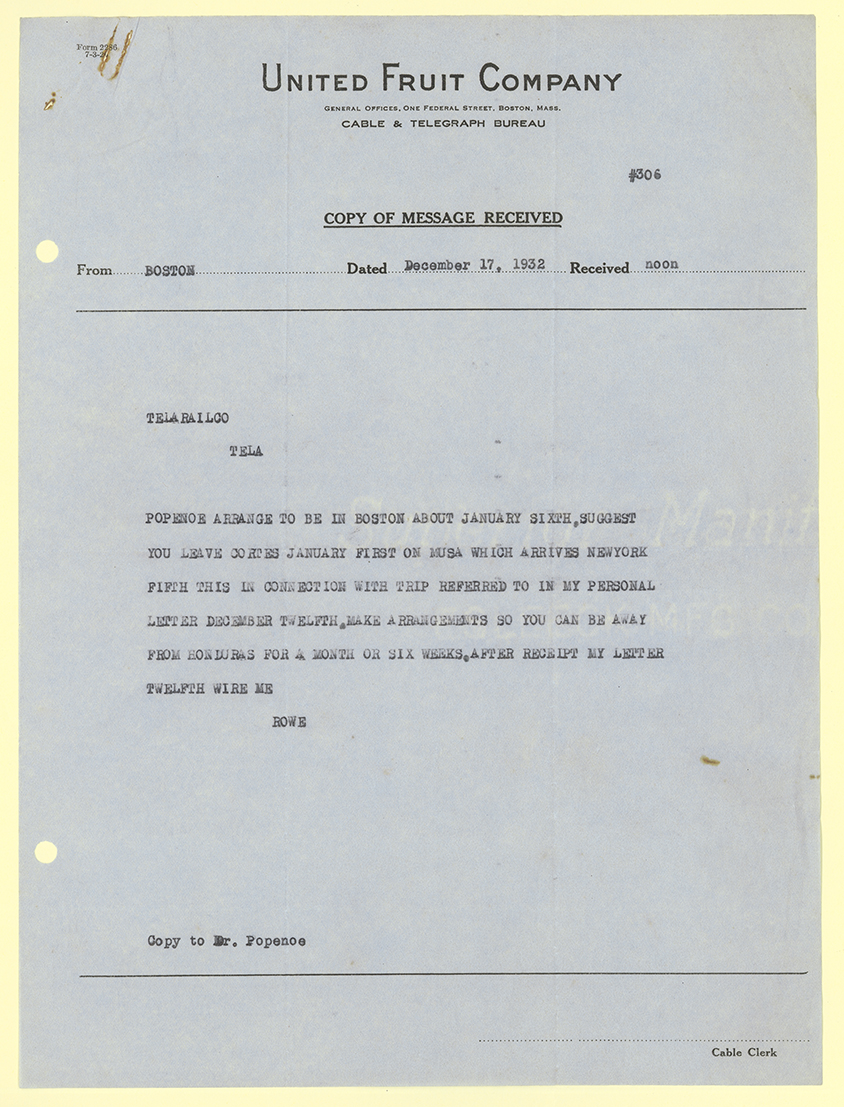 Form 2286
UNITED FRUIT COMPANY
GENERAL OFFICES, ONE FEDERAL STREET, BOSTON, MASS.
CABLE & TELEGRAPH BUREAU
#306
COPY OF MESSAGE RECEIVED
From BOSTON Dated December 17, 1932 Received noon
TELARAILCO
TELA
POPENOE ARRANGE TO BE IN BOSTON ABOUT JANUARY SIXTH.SUGGEST
YOU LEAVE CORTES JANUARY FIRST ON MUSA WHICH ARRIVES NEWYORK
FIFTH THIS IN CONNECTION WITH TRIP REFERRED TO IN MY PERSONAL
LETTER DECEMBER TWELFTH.MAKE ARRANGEMENTS SO YOU CAN BE AWAY
FROM HONDURAS FOR A MONTH OR SIX WEEKS.AFTER RECEIPT MY LETTER
TWELFTH WIRE ME
ROWE
Copy to Dr. Popenoe
Cable Clerk